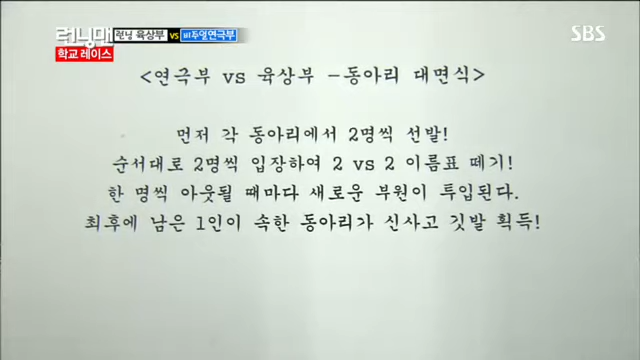 런닝맨
학교 레이스
런닝 육상부 vs 비투일연극부
SBS
<연극부 vs 육상부 -동아리 대면식>
먼저 각 동아리에서 2명씩 선발!
순서대로 2명씩 입장하여 2 vs 2 이름표 떼기!
한 명씩 아웃될 때마다 새로운 부원이 투입된다.
최후에 남은 1인이 속한 동아리가 신사고 깃발 획득!